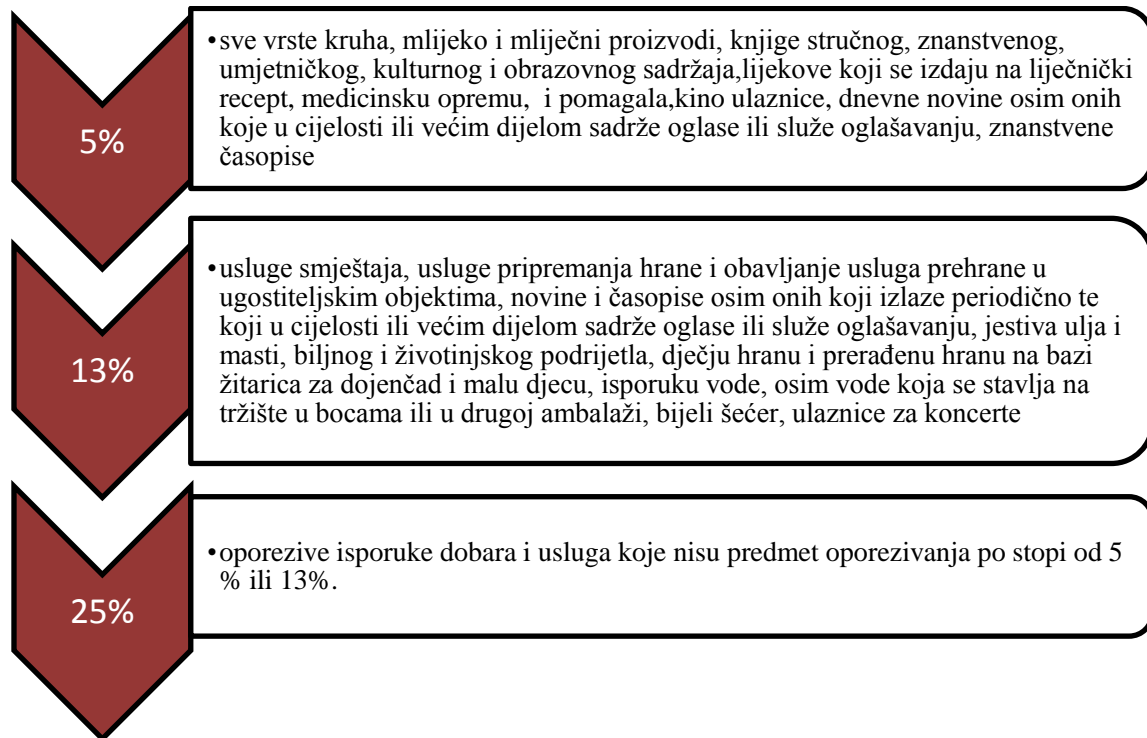 5%
•sve vrste kruha, mlijeko i mliječni proizvodi, knjige stručnog, znanstvenog,
umjetničkog, kulturnog i obrazovnog sadržaja,lijekove koji se izdaju na liječnički
recept, medicinsku opremu,  i pomagala,kino ulaznice, dnevne novine osim onih
koje u cijelosti ili većim dijelom sadrže oglase ili služe oglašavanju, znanstvene
časopise
13%
•usluge smještaja, usluge pripremanja hrane i obavljanje usluga prehrane u
ugostiteljskim objektima, novine i časopise osim onih koji izlaze periodično te
koji u cijelosti ili većim dijelom sadrže oglase ili služe oglašavanju, jestiva ulja i
masti, biljnog i životinjskog podrijetla, dječju hranu i prerađenu hranu na bazi
žitarica za dojenčad i malu djecu, isporuku vode, osim vode koja se stavlja na
tržište u bocama ili u drugoj ambalaži, bijeli šećer, ulaznice za koncerte
25%
•oporezive isporuke dobara i usluga koje nisu predmet oporezivanja po stopi od 5
% ili 13%.